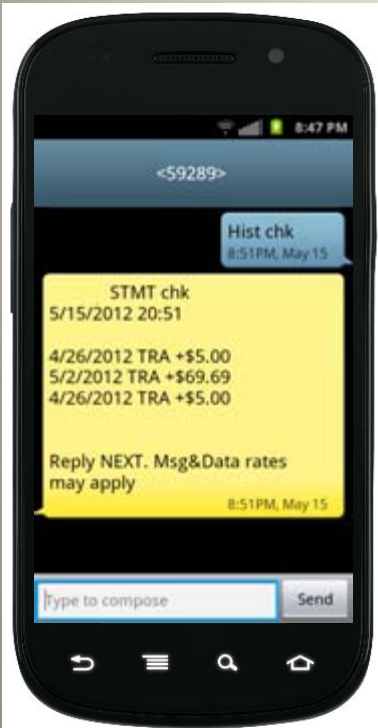 8:47 PM
<59289>
Hist chk
8:51PM, May 15
STMT chk
5/15/2012 20:51
4/26/2012 TRA +$5.00
5/2/2012 TRA +$69.69
4/26/2012 TRA +$5.00
Reply NEXT. Msg&Data rates
may apply
8:51PM, May 15
Type to compose
Send